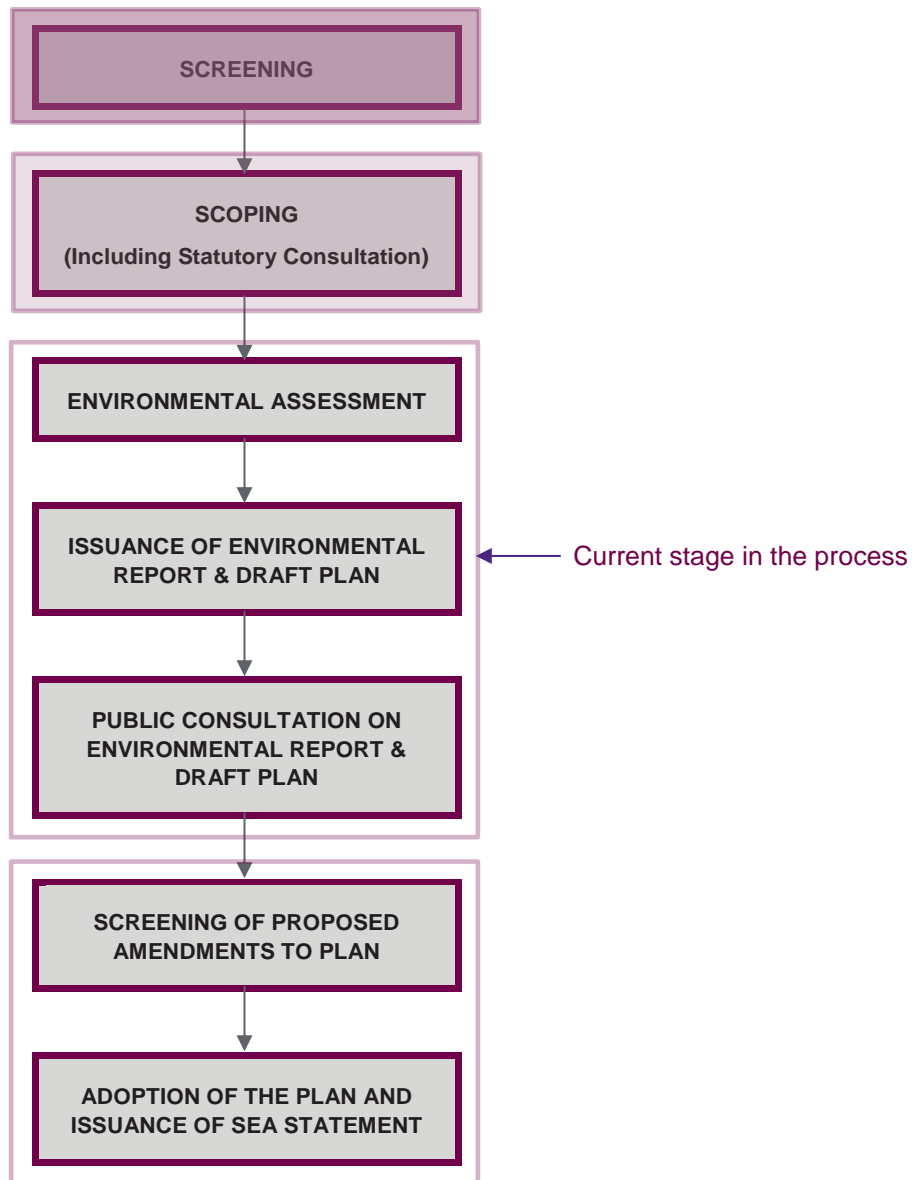 SCREENING
SCOPING
(Including Statutory Consultation)
ENVIRONMENTAL ASSESSMENT
ISSUANCE OF ENVIRONMENTAL
REPORT & DRAFT PLAN
Current stage in the process
PUBLIC CONSULTATION ON
ENVIRONMENTAL REPORT &
DRAFT PLAN
SCREENING OF PROPOSED
AMENDMENTS TO PLAN
ADOPTION OF THE PLAN AND
ISSUANCE OF SEA STATEMENT